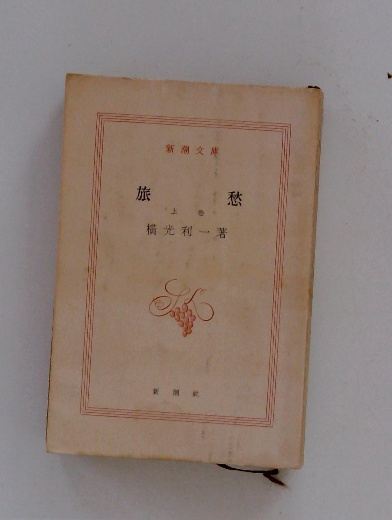 新潮文庫
旅愁
上巻
横光利一著
新潮社